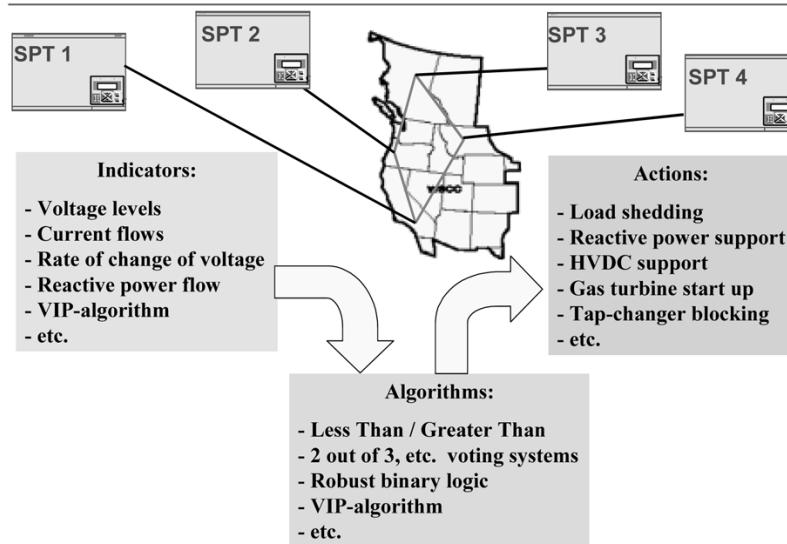 SPT 1
SPT 2
SPT 3
SPT 4
Indicators:
- Voltage levels
- Current flows
- Rate of change of voltage
- Reactive power flow
- VIP-algorithm
- etc.
Actions:
- Load shedding
- Reactive power support
- HVDC support
- Gas turbine start up
- Tap-changer blocking
- etc.
Algorithms:
- Less Than / Greater Than
- 2 out of 3, etc.  voting systems
- Robust binary logic
- VIP-algorithm
- etc.